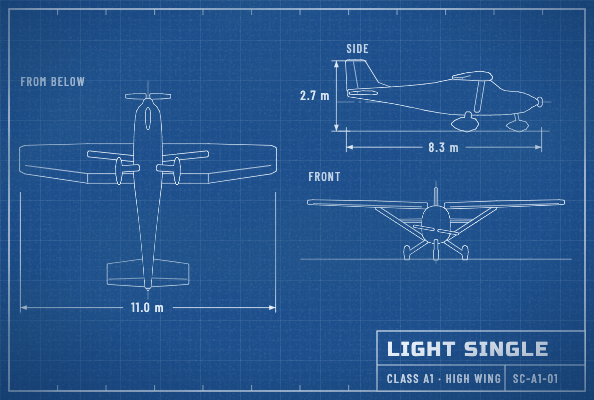 FROM BELOW
11.0 m
SIDE
2.7 m
8.3 m
FRONT
LIGHT SINGLE
CLASS A1 · HIGH WING
SC-A1-01